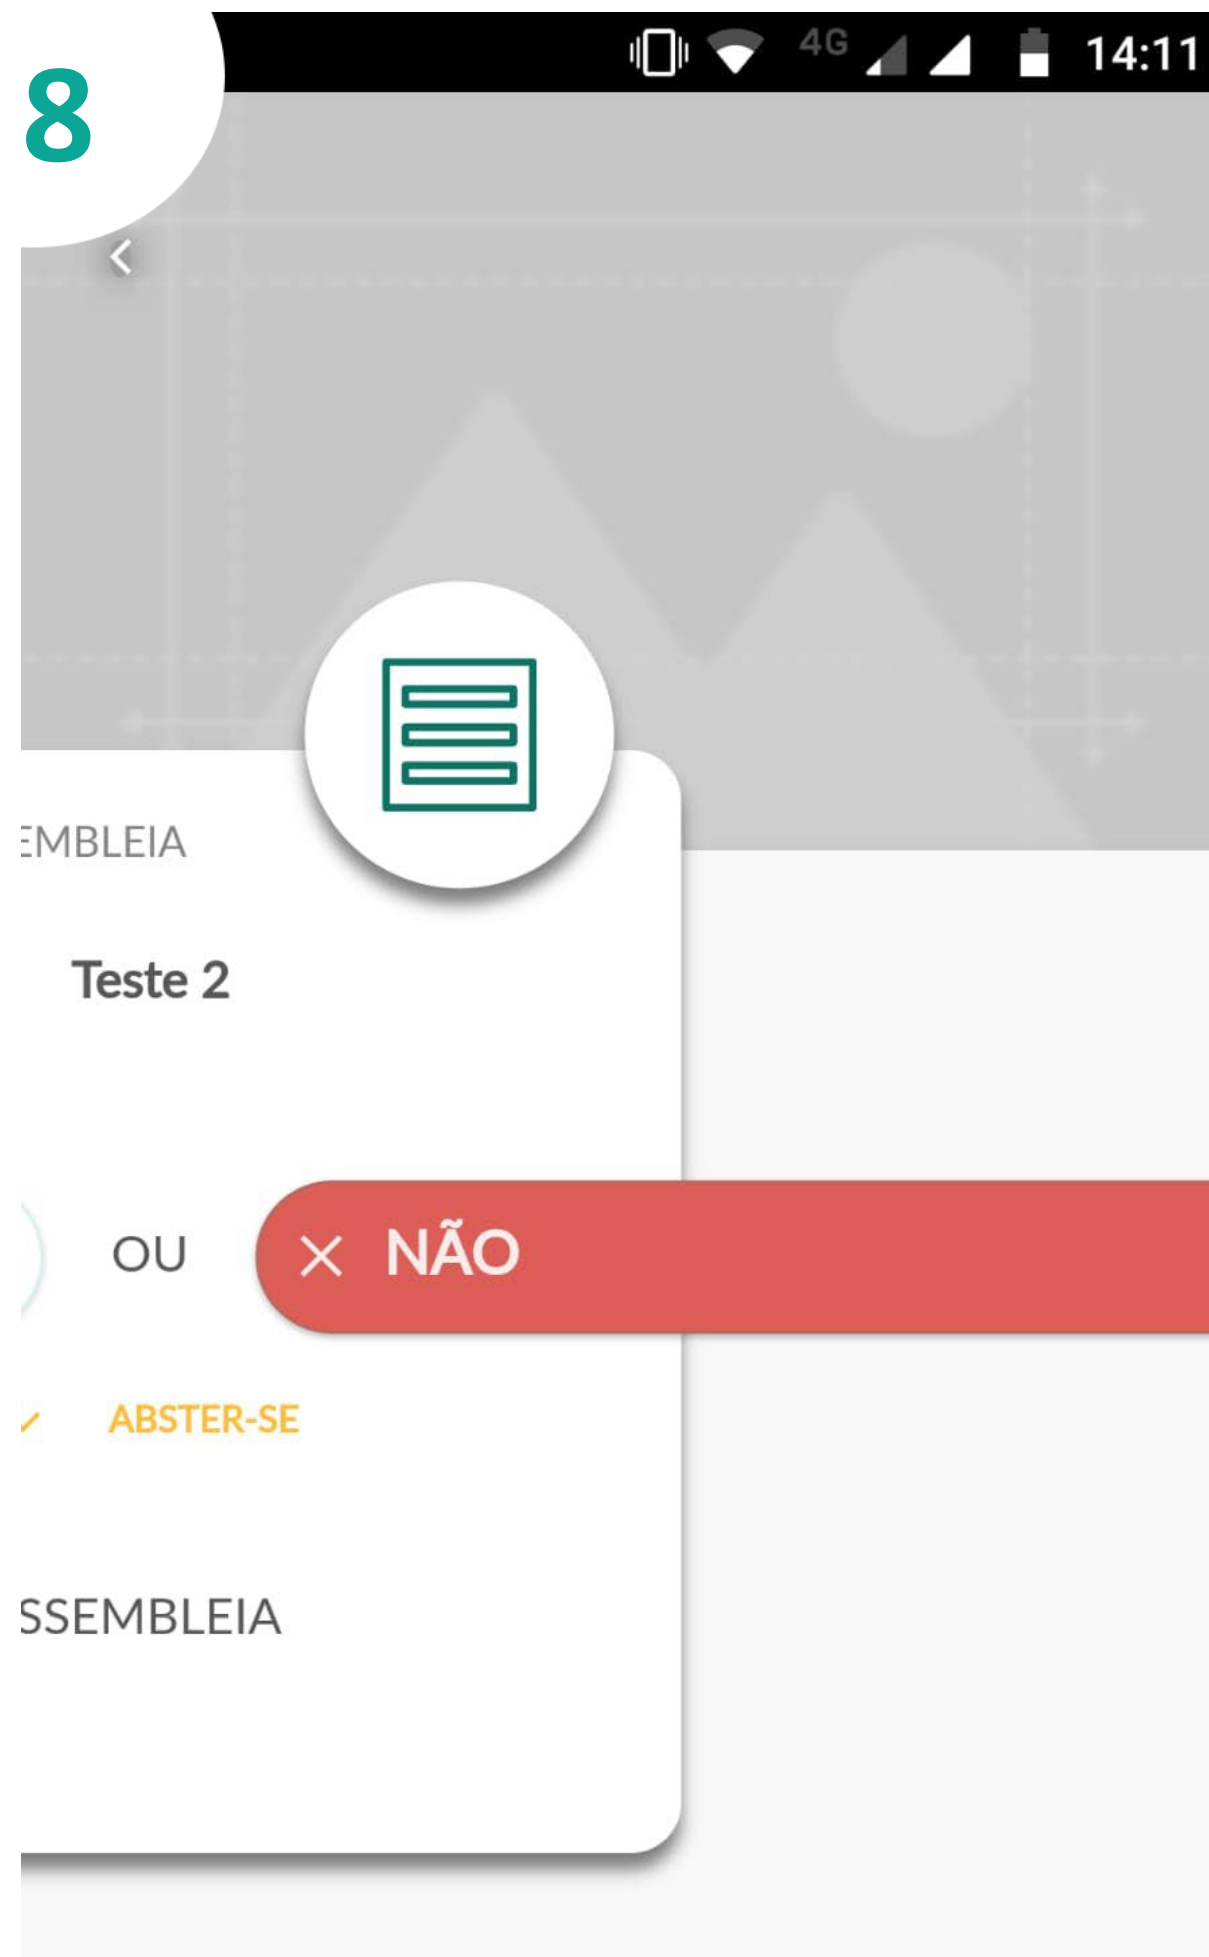 8
4G 14:11
EMBLEIA
Teste 2
OU × NÃO
ABSTER-SE
SSEMBLEIA